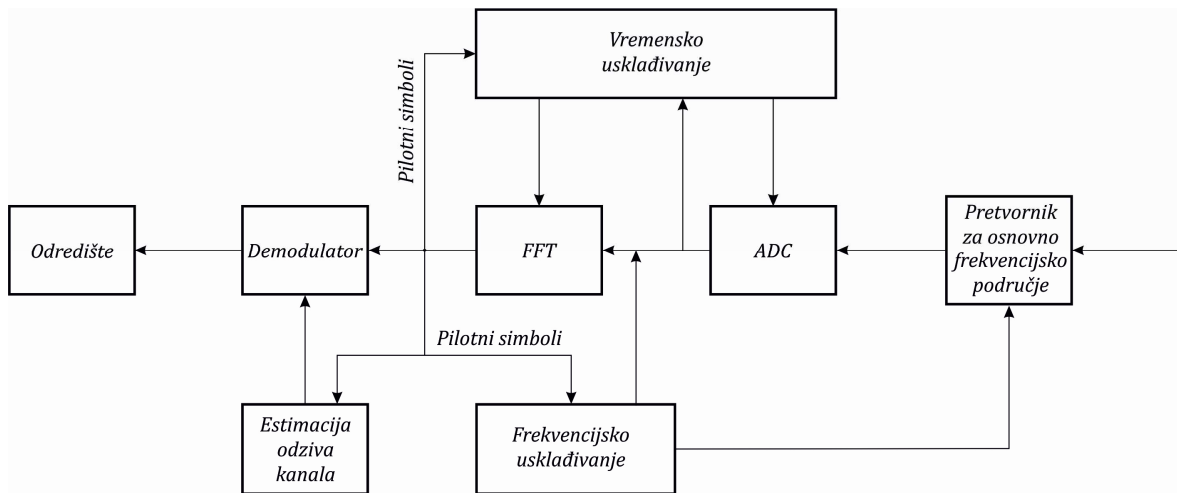 Vremensko
usklađivanje
Pilotni simboli
Odredište
Demodulator
FFT
ADC
Pretvornik
za osnovno
frekvencijsko
područje
Pilotni simboli
Estimacija
odziva
kanala
Frekvencijsko
usklađivanje